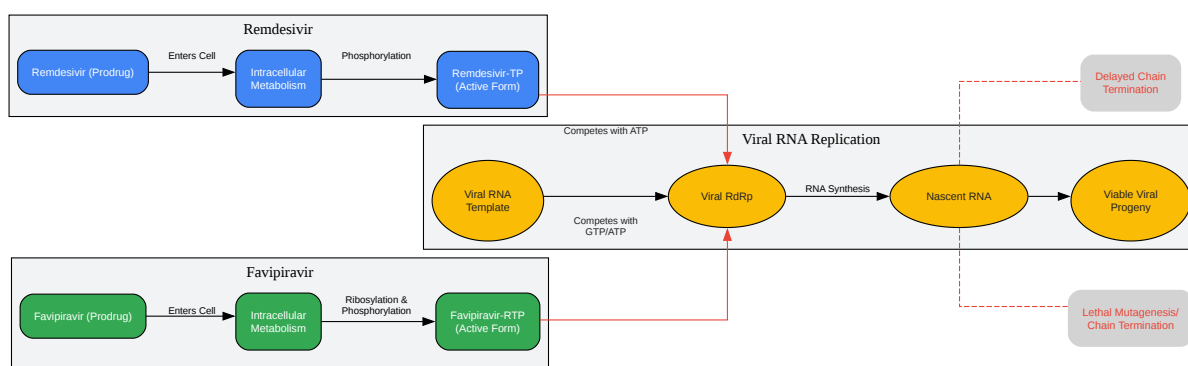 Remdesivir
Remdesivir (Prodrug)
Enters Cell
Intracellular
Metabolism
Phosphorylation
Remdesivir-TP
(Active Form)
Delayed Chain
Termination
Competes with ATP
Viral RNA Replication
Viral RNA
Template
Viral RdRp
RNA Synthesis
Nascent RNA
Viable Viral
Progeny
Competes with
GTP/ATP
Favipiravir
Favipiravir (Prodrug)
Enters Cell
Intracellular
Metabolism
Ribosylation &
Phosphorylation
Favipiravir-RTP
(Active Form)
Lethal Mutagenesis/
Chain Termination